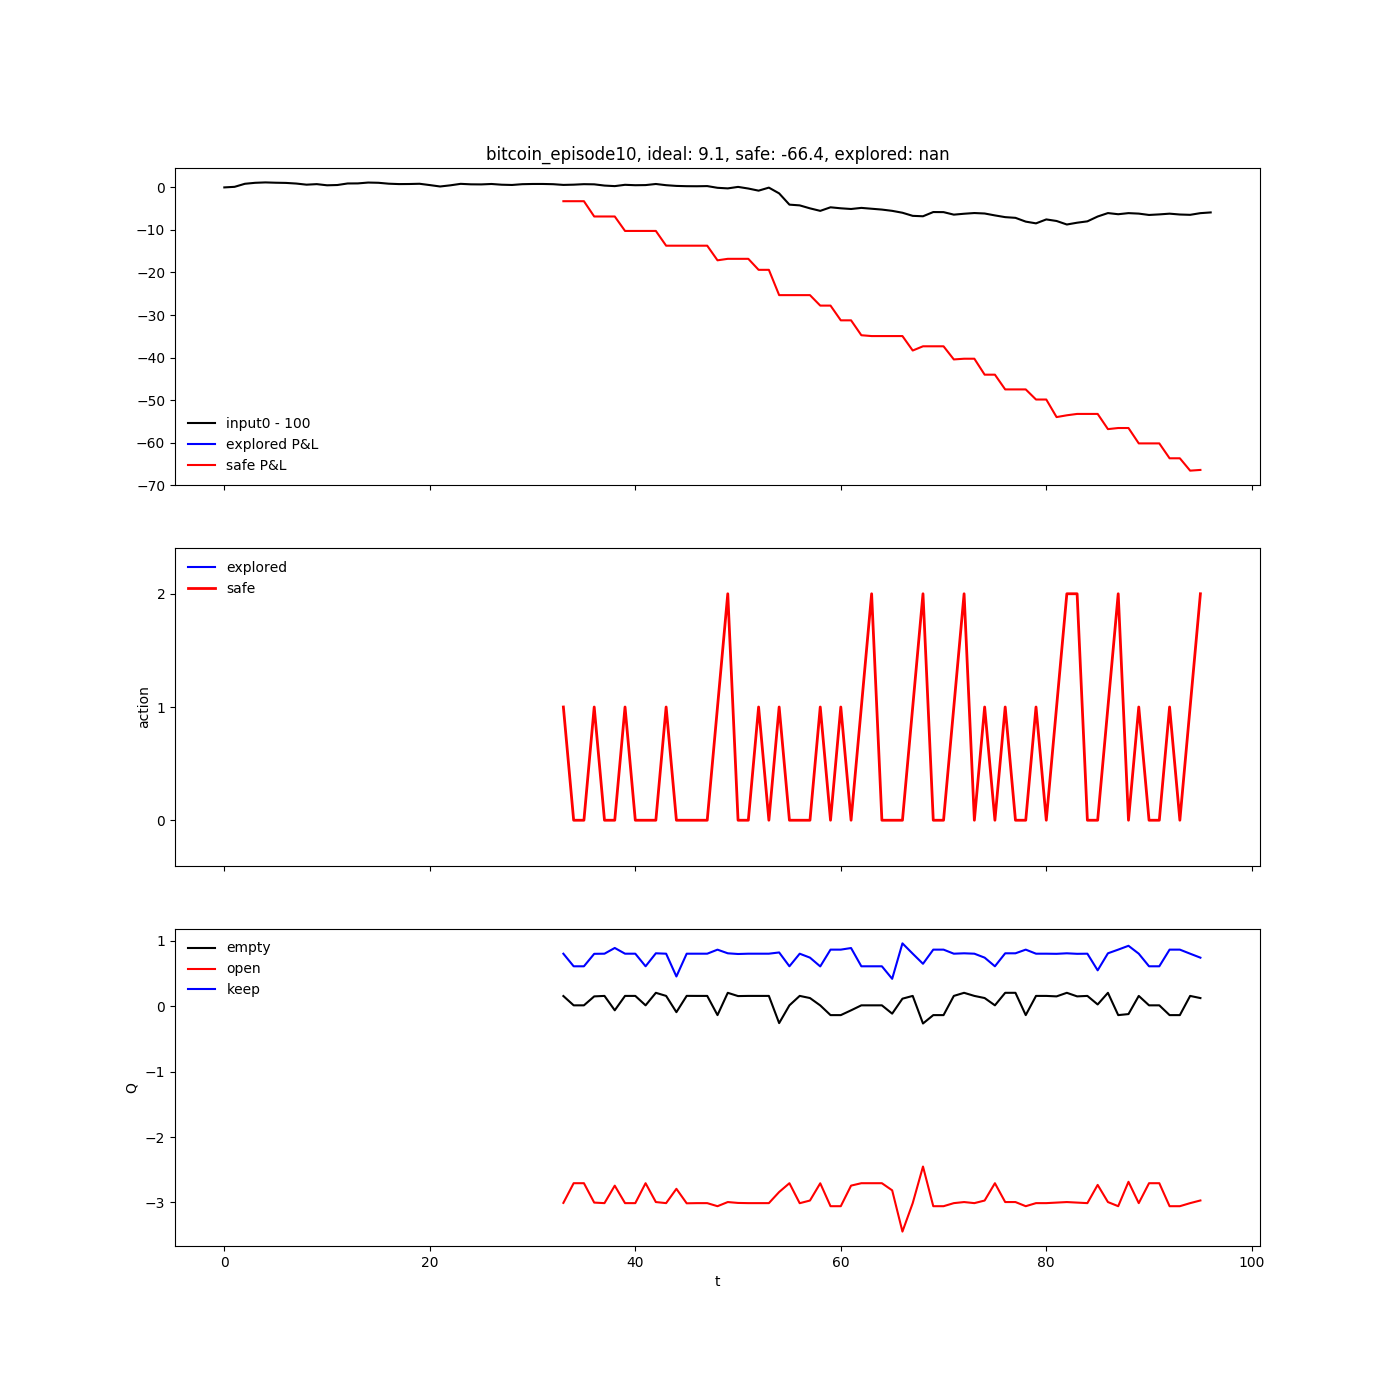 bitcoin_episode10, ideal: 9.1, safe: -66.4, explored: nan
0
−10
−20
−30
−40
−50
−60
−70
input0 - 100
explored P&L
safe P&L
explored
safe
2
1
0
action
empty
open
keep
1
0
−1
−2
−3
Q
0
20
40
60
80
100
t